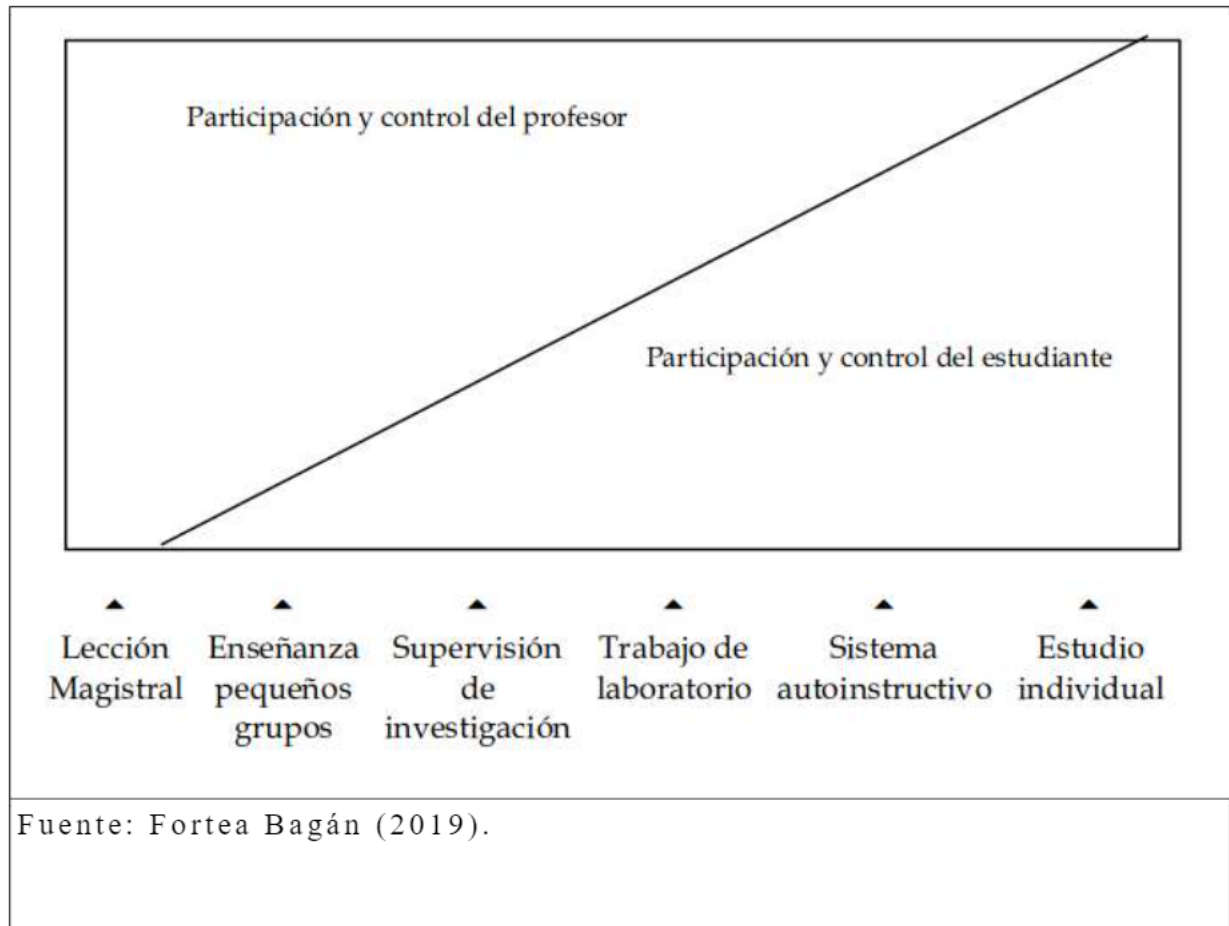 Participación y control del profesor
Participación y control del estudiante
Lección
Magistral
Enseñanza
pequeños
grupos
Supervisión
de
investigación
Trabajo de
laboratorio
Sistema
autoinstructivo
Estudio
individual
Fuente: Fortea Bagán (2019).